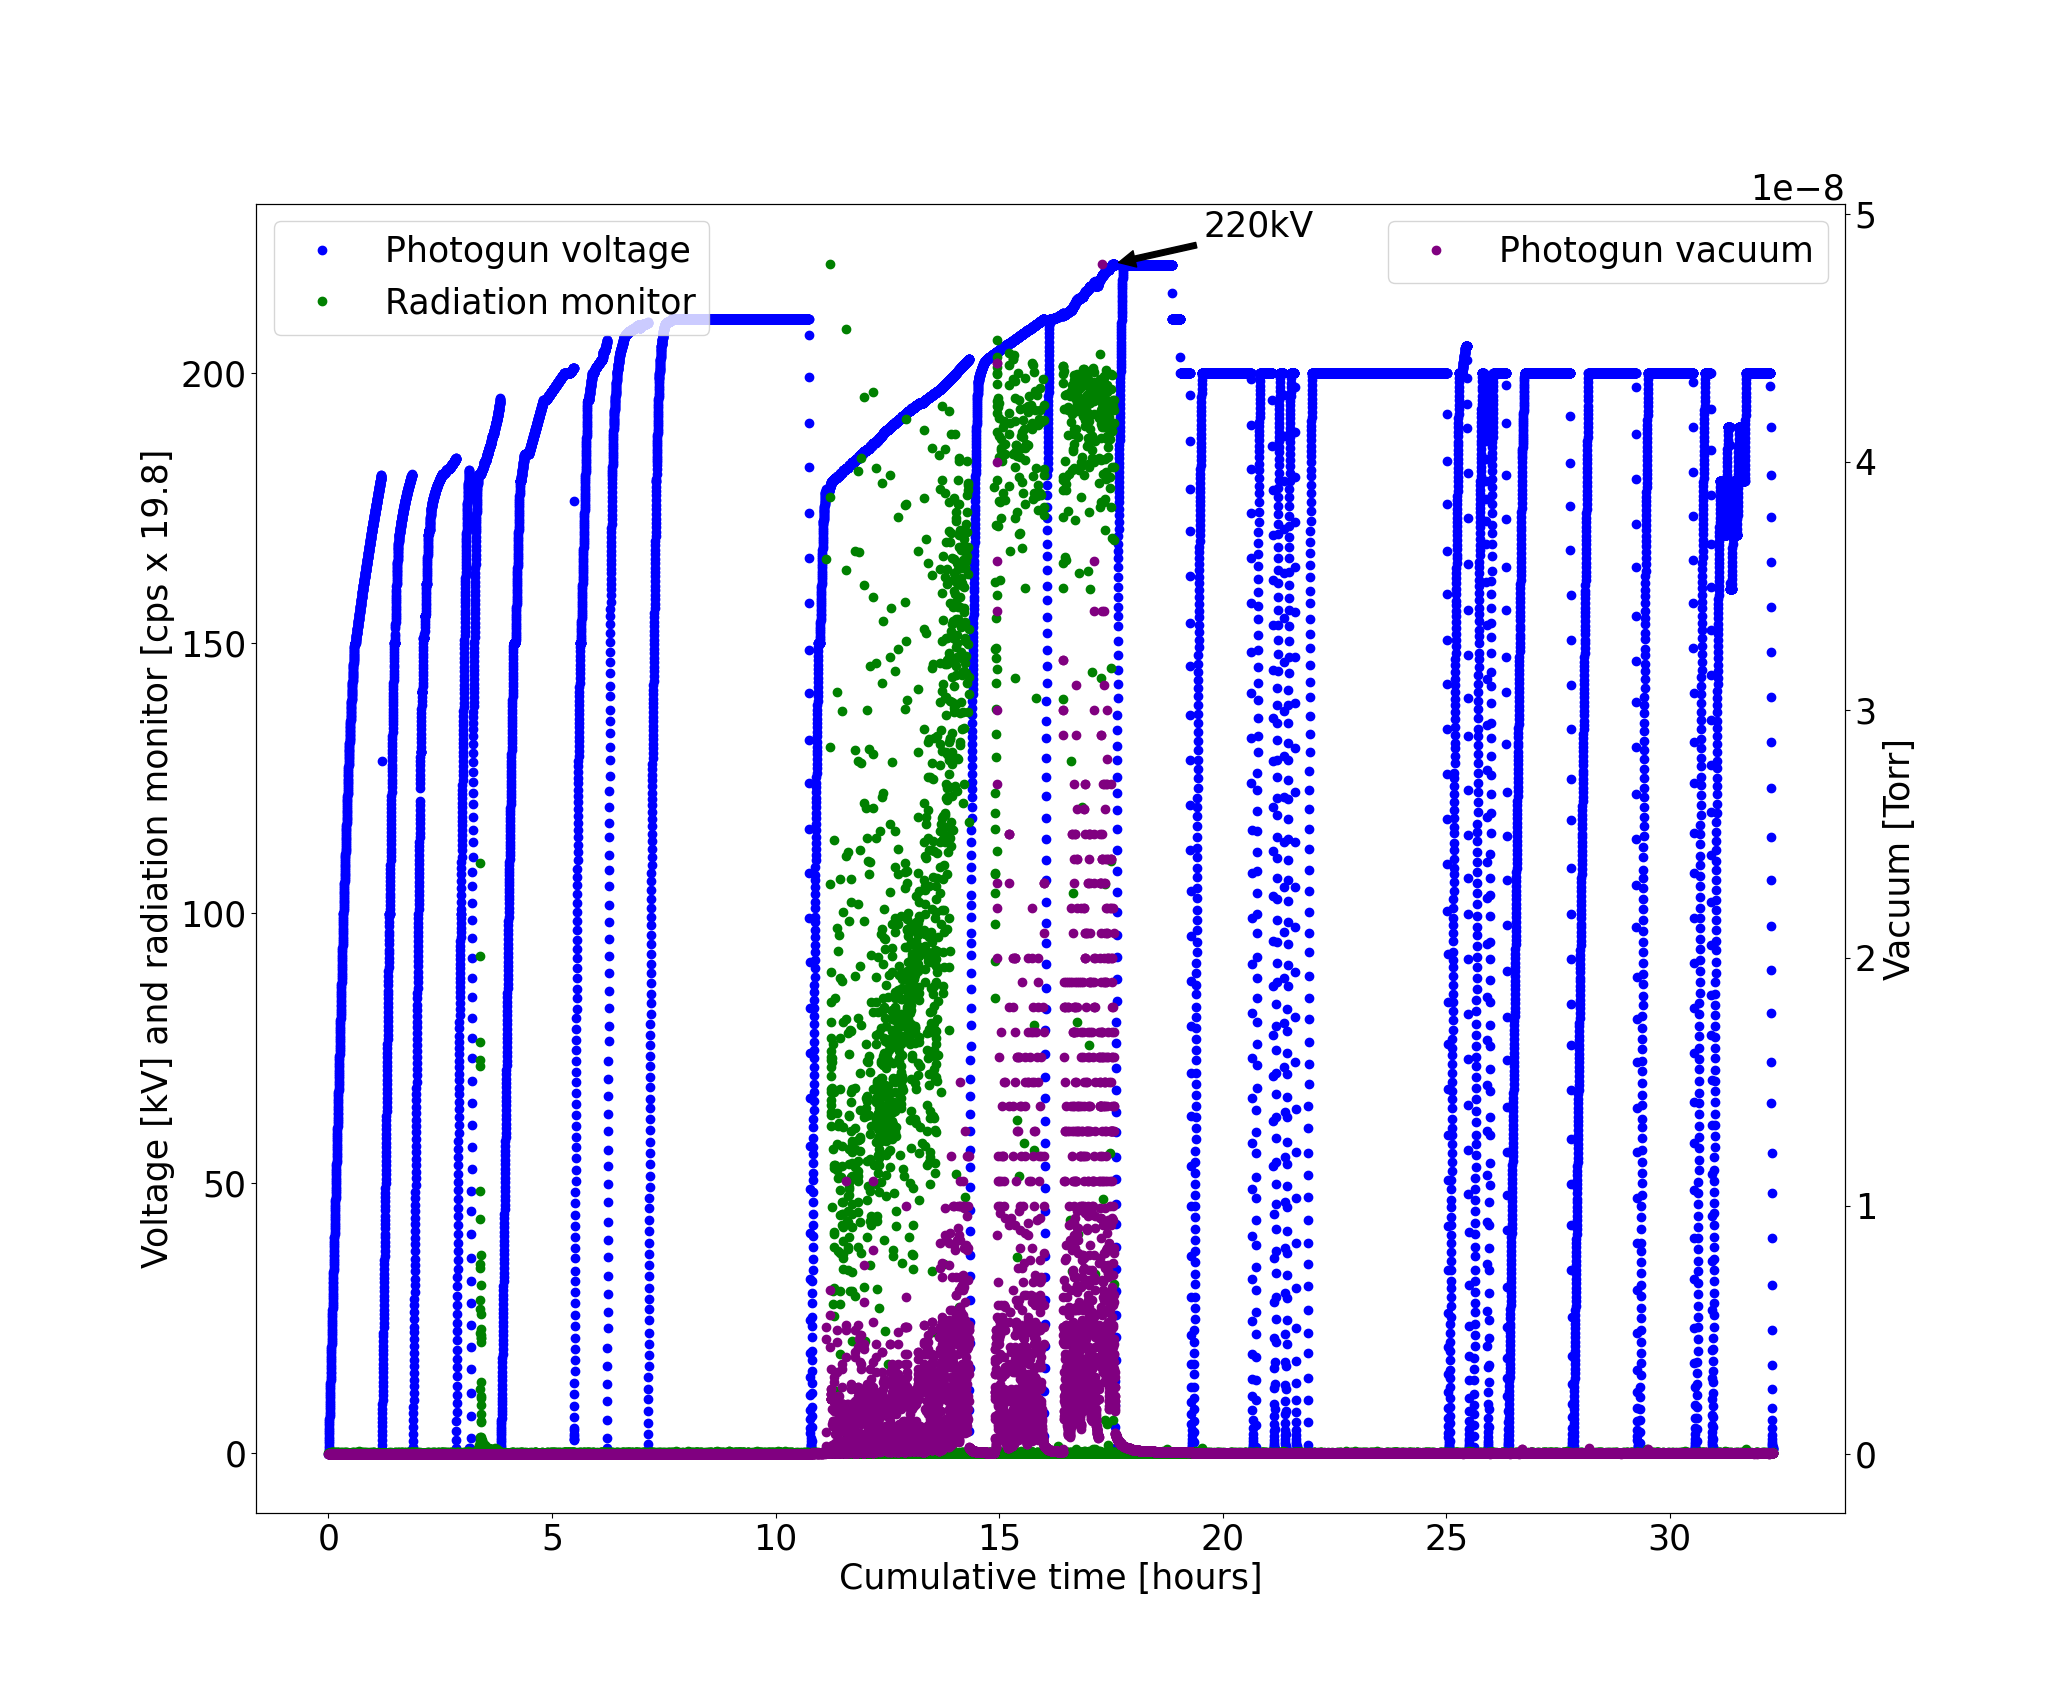 1e−8
220kV
Photogun voltage
Radiation monitor
Photogun vacuum
Voltage [kV] and radiation monitor [cps x 19.8]
200
150
100
50
0
5
4
3
2
1
0
Vacuum [Torr]
0 5 10 15 20 25 30
Cumulative time [hours]